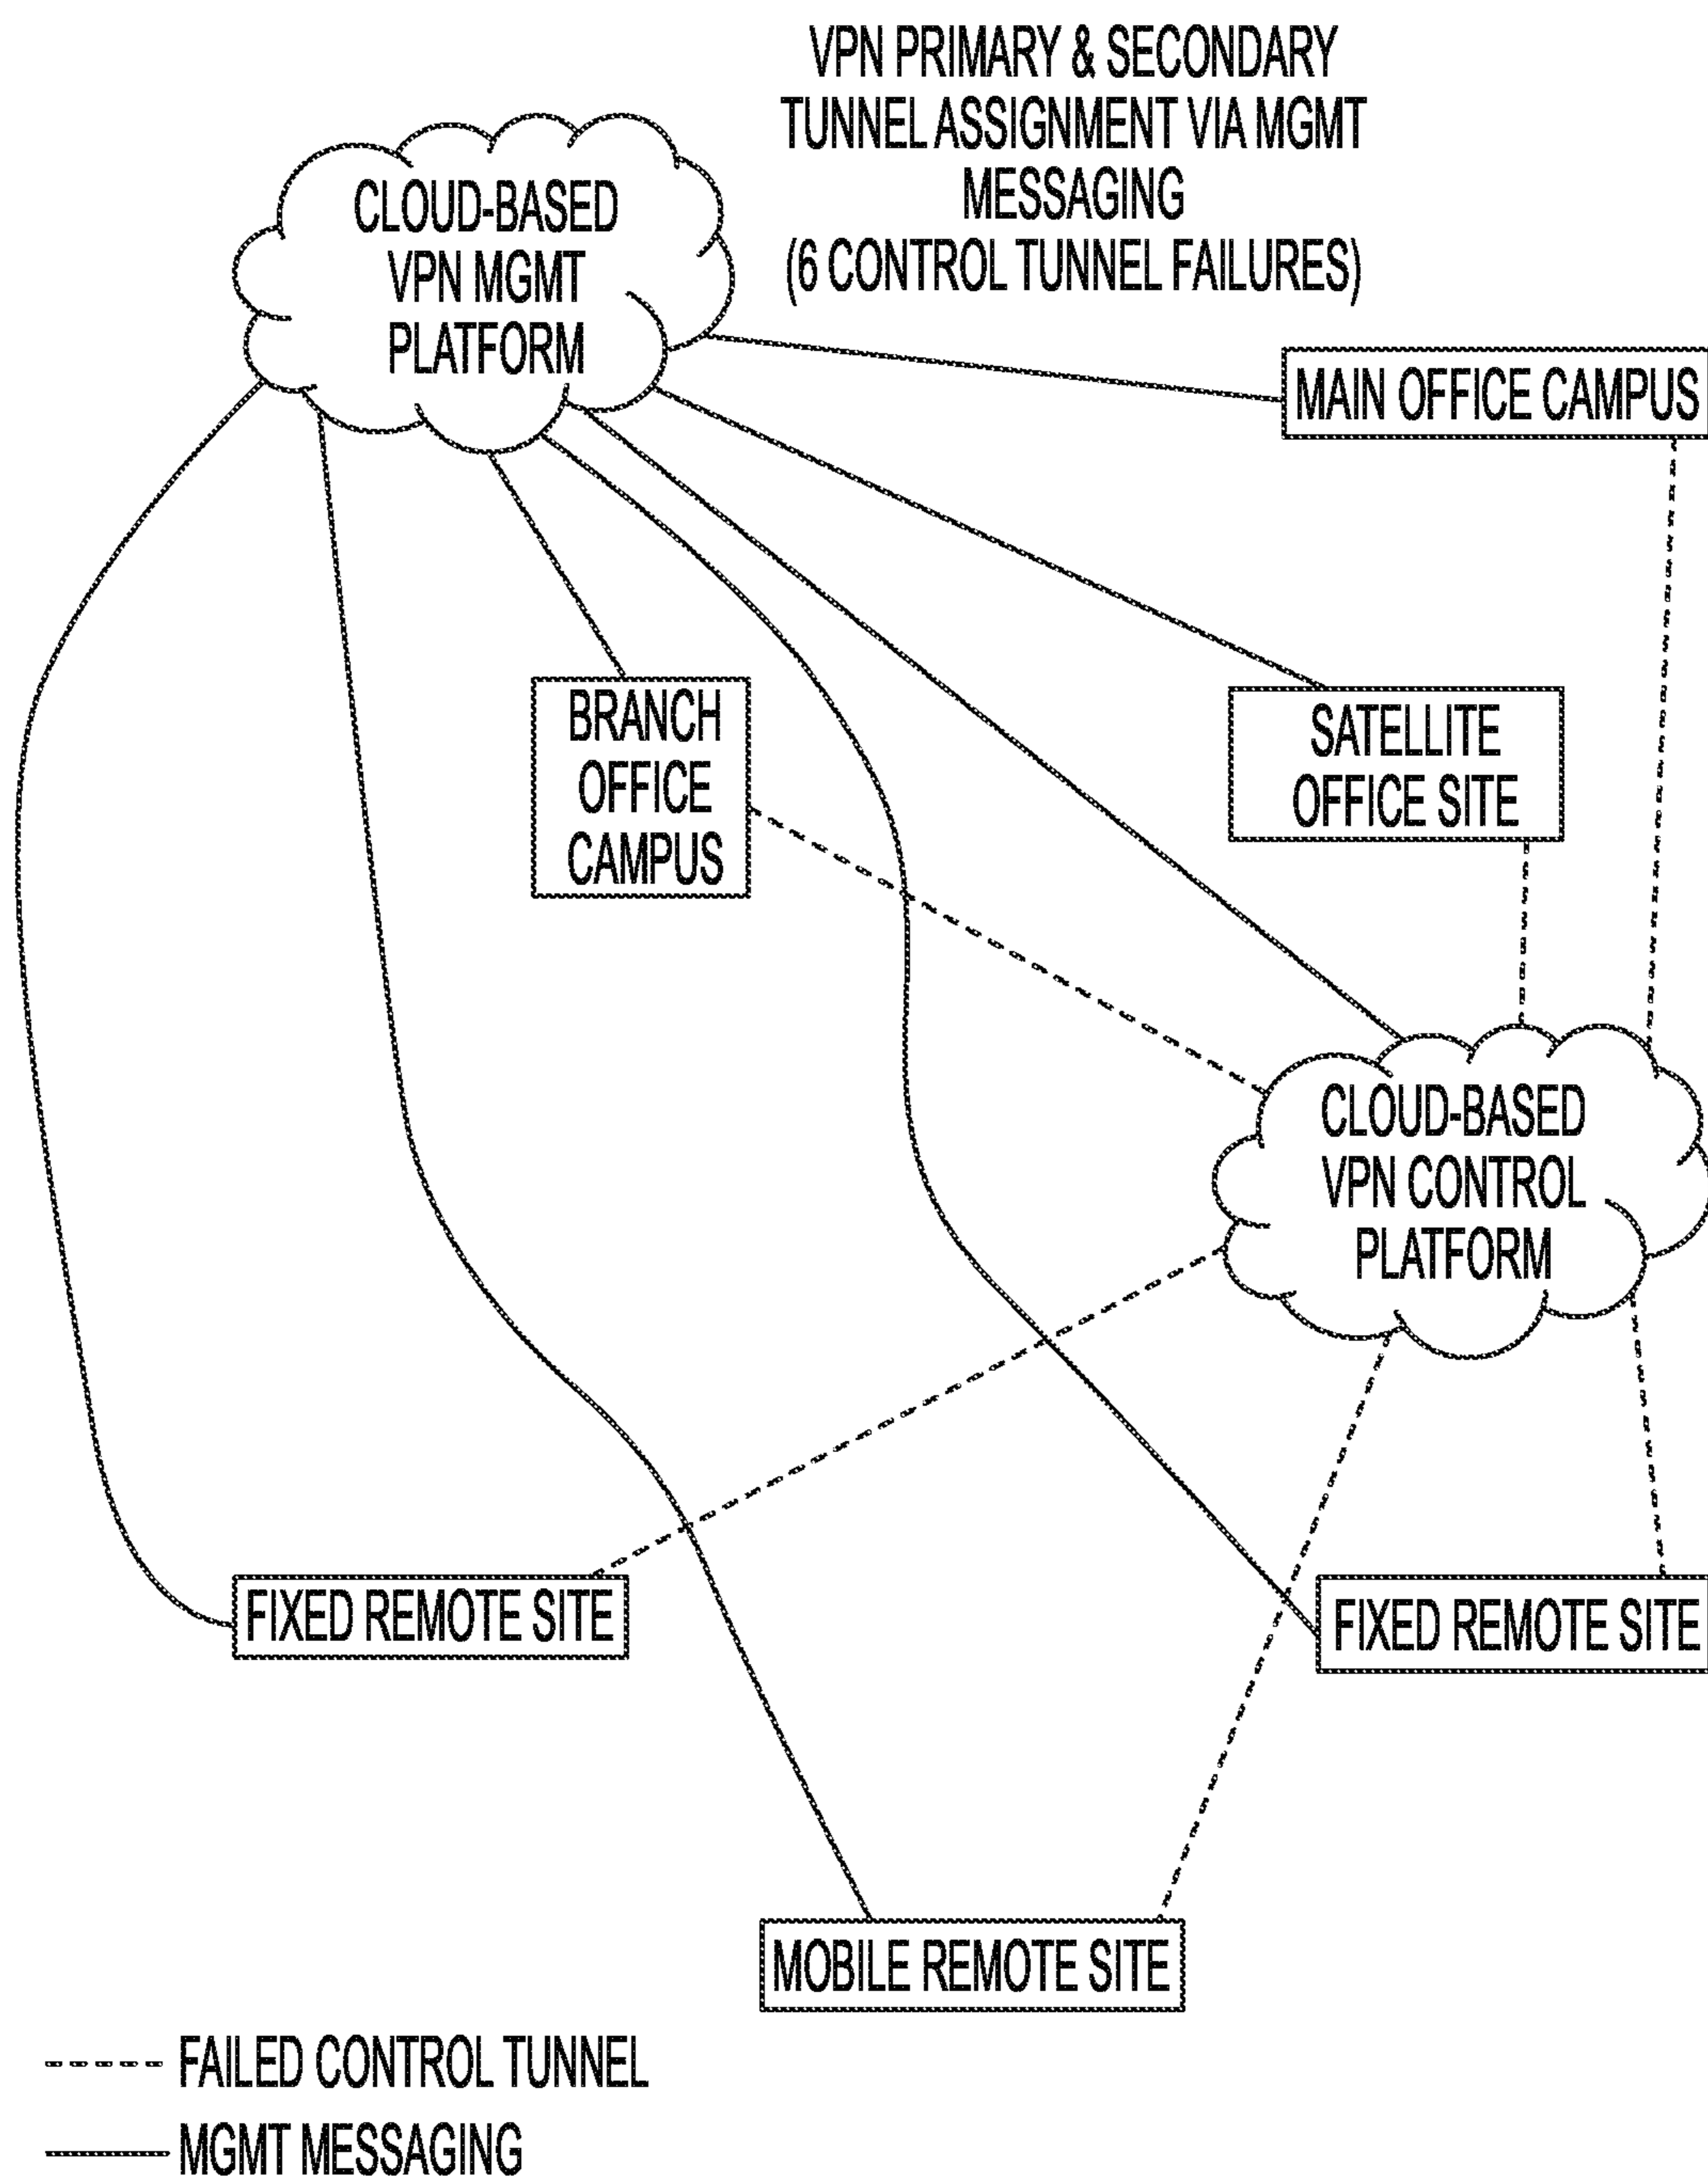 VPN PRIMARY & SECONDARY
TUNNEL ASSIGNMENT VIA MGMT
MESSAGING
(6 CONTROL TUNNEL FAILURES)
CLOUD-BASED
VPN MGMT
PLATFORM
MAIN OFFICE CAMPUS
BRANCH
OFFICE
CAMPUS
SATELLITE
OFFICE SITE
CLOUD-BASED
VPN CONTROL
PLATFORM
FIXED REMOTE SITE
FIXED REMOTE SITE
MOBILE REMOTE SITE
FAILED CONTROL TUNNEL
MGMT MESSAGING